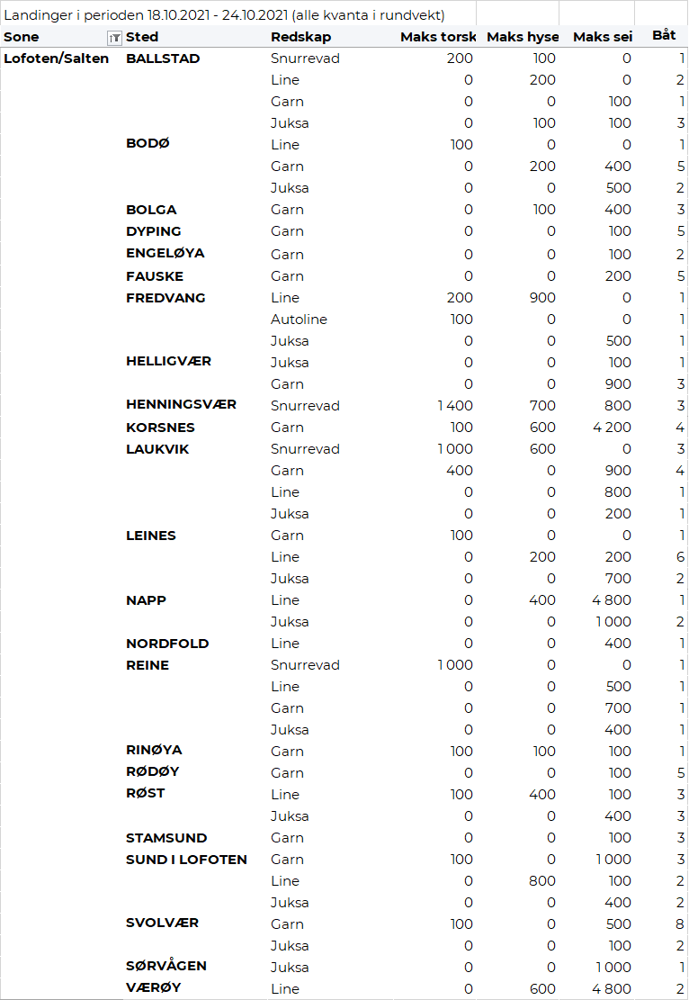 Landinger i perioden 18.10.2021 - 24.10.2021 (alle kvanta i rundvekt)
Sone Sted Redskap Maks torsk Maks hyse Maks sei Båt
Lofoten/Salten BALLSTAD Snurrevad 200 100 0 1
Line 0 200 0 2
Garn 0 0 100 1
Juksa 0 100 100 3
BODØ Line 100 0 0 1
Garn 0 200 400 5
Juksa 0 0 500 2
BOLGA Garn 0 100 400 3
DYPING Garn 0 0 100 5
ENGELØYA Garn 0 0 100 2
FAUSKE Garn 0 0 200 5
FREDVANG Line 200 900 0 1
Autoline 100 0 0 1
Juksa 0 0 500 1
HELLIGVÆR Juksa 0 0 100 1
Garn 0 0 900 3
HENNINGSVÆR Snurrevad 1 400 700 800 3
KORSNES Garn 100 600 4 200 4
LAUKVIK Snurrevad 1 000 600 0 3
Garn 400 0 900 4
Line 0 0 800 1
Juksa 0 0 200 1
LEINES Garn 100 0 0 1
Line 0 200 200 6
Juksa 0 0 700 2
NAPP Line 0 400 4 800 1
Juksa 0 0 1 000 2
NORDFOLD Line 0 0 400 1
REINE Snurrevad 1 000 0 0 1
Line 0 0 500 1
Garn 0 0 700 1
Juksa 0 0 400 1
RINØYA Garn 100 100 100 1
RØDØY Garn 0 0 100 5
RØST Line 100 400 100 3
Juksa 0 0 400 3
STAMSUND Garn 0 0 100 3
SUND I LOFOTEN Garn 100 0 1 000 3
Line 0 800 100 2
Juksa 0 0 400 2
SVOLVÆR Garn 100 0 500 8
Juksa 0 0 100 2
SØRVÅGEN Juksa 0 0 1 000 1
VÆRØY Line 0 600 4 800 2